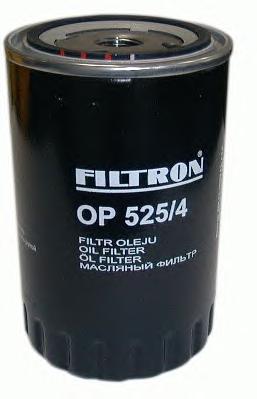 FILTRON
OP 525/4
FILTR OLEJU
OIL FILTER
ÖL FILTER
МАСЛЯНЫЙ ФИЛЬТР